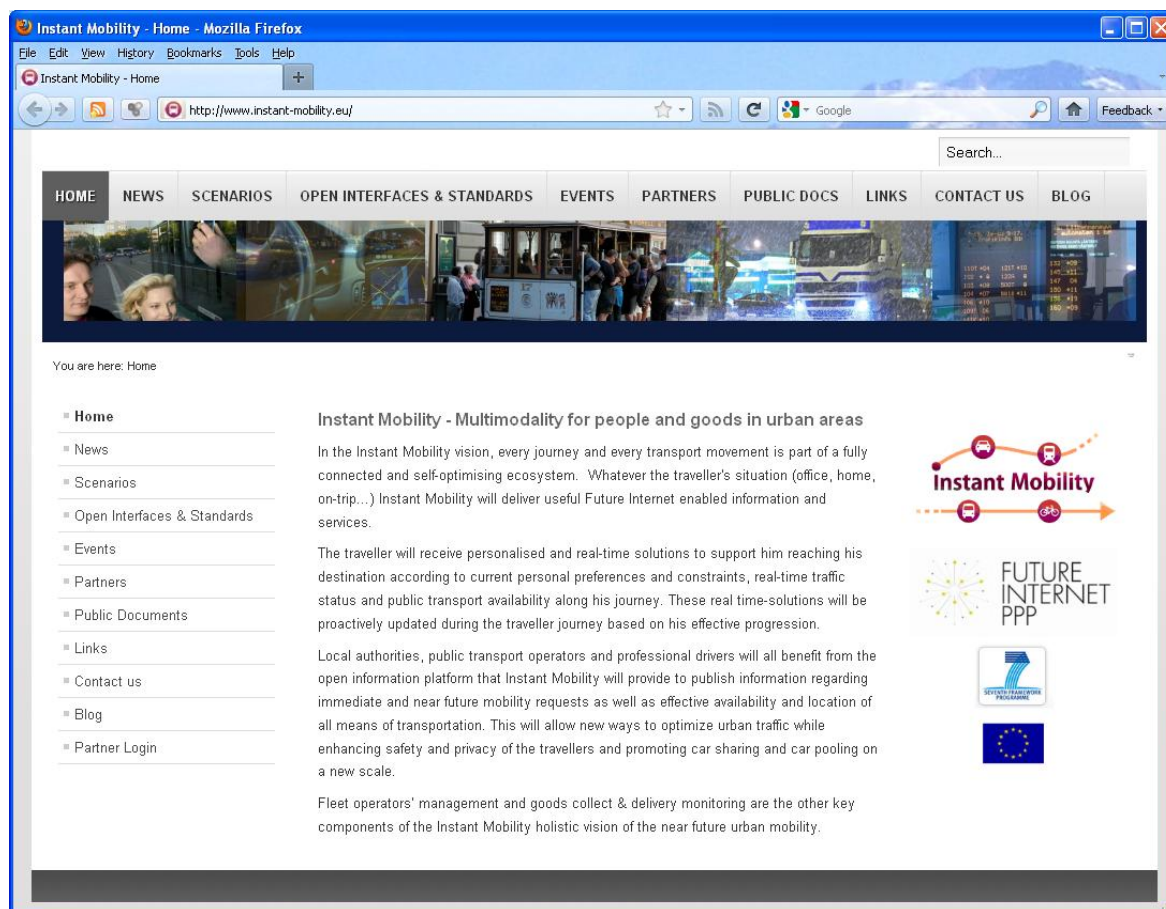 Instant Mobility - Home - Mozilla Firefox
File Edit View History Bookmarks Tools Help
Instant Mobility - Home
http://www.instant-mobility.eu/
Google
Feedback
Search...
HOME NEWS SCENARIOS OPEN INTERFACES & STANDARDS EVENTS PARTNERS PUBLIC DOCS LINKS CONTACT US BLOG
You are here: Home
Home
News
Scenarios
Open Interfaces & Standards
Events
Partners
Public Documents
Links
Contact us
Blog
Partner Login
Instant Mobility - Multimodality for people and goods in urban areas
In the Instant Mobility vision, every journey and every transport movement is part of a fully
connected and self-optimising ecosystem. Whatever the traveller's situation (office, home,
on-trip...) Instant Mobility will deliver useful Future Internet enabled information and
services.
The traveller will receive personalised and real-time solutions to support him reaching his
destination according to current personal preferences and constraints, real-time traffic
status and public transport availability along his journey. These real time-solutions will be
proactively updated during the traveller journey based on his effective progression.
Local authorities, public transport operators and professional drivers will all benefit from the
open information platform that Instant Mobility will provide to publish information regarding
immediate and near future mobility requests as well as effective availability and location of
all means of transportation. This will allow new ways to optimize urban traffic while
enhancing safety and privacy of the travellers and promoting car sharing and car pooling on
a new scale.
Fleet operators' management and goods collect & delivery monitoring are the other key
components of the Instant Mobility holistic vision of the near future urban mobility.
Instant Mobility
FUTURE
INTERNET
PPP
SEVENTH FRAMEWORK
PROGRAMME